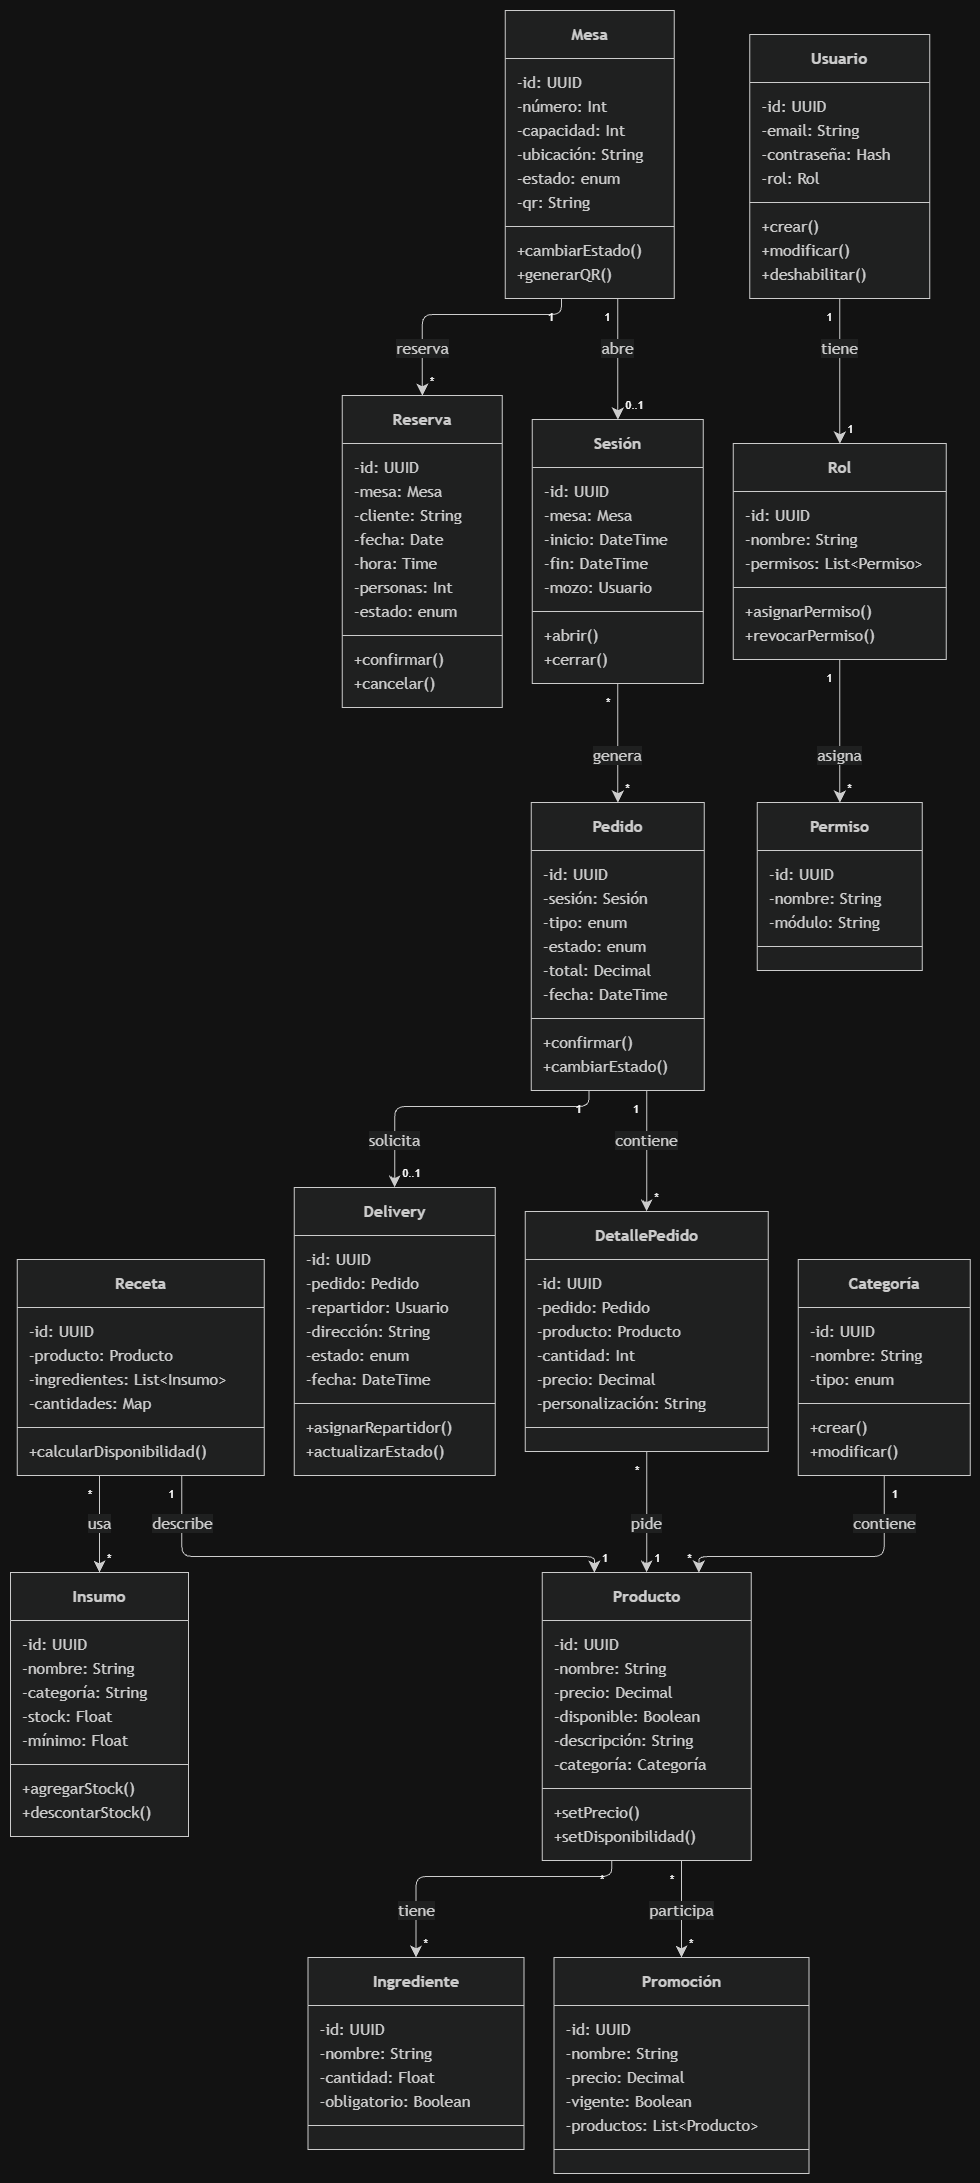 Mesa
-id: UUID
-número: Int
-capacidad: Int
-ubicación: String
-estado: enum
-qr: String
+cambiarEstado()
+generarQR()
Usuario
-id: UUID
-email: String
-contraseña: Hash
-rol: Rol
+crear()
+modificar()
+deshabilitar()
1
1
1
reserva
abre
tiene
*
0..1
1
Reserva
-id: UUID
-mesa: Mesa
-cliente: String
-fecha: Date
-hora: Time
-personas: Int
-estado: enum
+confirmar()
+cancelar()
Sesión
-id: UUID
-mesa: Mesa
-inicio: DateTime
-fin: DateTime
-mozo: Usuario
+abrir()
+cerrar()
Rol
-id: UUID
-nombre: String
-permisos: List<Permiso>
+asignarPermiso()
+revocarPermiso()
*
1
genera
asigna
*
*
Pedido
-id: UUID
-sesión: Sesión
-tipo: enum
-estado: enum
-total: Decimal
-fecha: DateTime
+confirmar()
+cambiarEstado()
Permiso
-id: UUID
-nombre: String
-módulo: String
1
1
solicita
contiene
0..1
*
Delivery
-id: UUID
-pedido: Pedido
-repartidor: Usuario
-dirección: String
-estado: enum
-fecha: DateTime
+asignarRepartidor()
+actualizarEstado()
DetallePedido
-id: UUID
-pedido: Pedido
-producto: Producto
-cantidad: Int
-precio: Decimal
-personalización: String
Receta
-id: UUID
-producto: Producto
-ingredientes: List<Insumo>
-cantidades: Map
+calcularDisponibilidad()
Categoría
-id: UUID
-nombre: String
-tipo: enum
+crear()
+modificar()
*
1
*
1
usa
describe
pide
contiene
*
1
1
*
Insumo
-id: UUID
-nombre: String
-categoría: String
-stock: Float
-mínimo: Float
+agregarStock()
+descontarStock()
Producto
-id: UUID
-nombre: String
-precio: Decimal
-disponible: Boolean
-descripción: String
-categoría: Categoría
+setPrecio()
+setDisponibilidad()
*
*
tiene
participa
*
*
Ingrediente
-id: UUID
-nombre: String
-cantidad: Float
-obligatorio: Boolean
Promoción
-id: UUID
-nombre: String
-precio: Decimal
-vigente: Boolean
-productos: List<Producto>